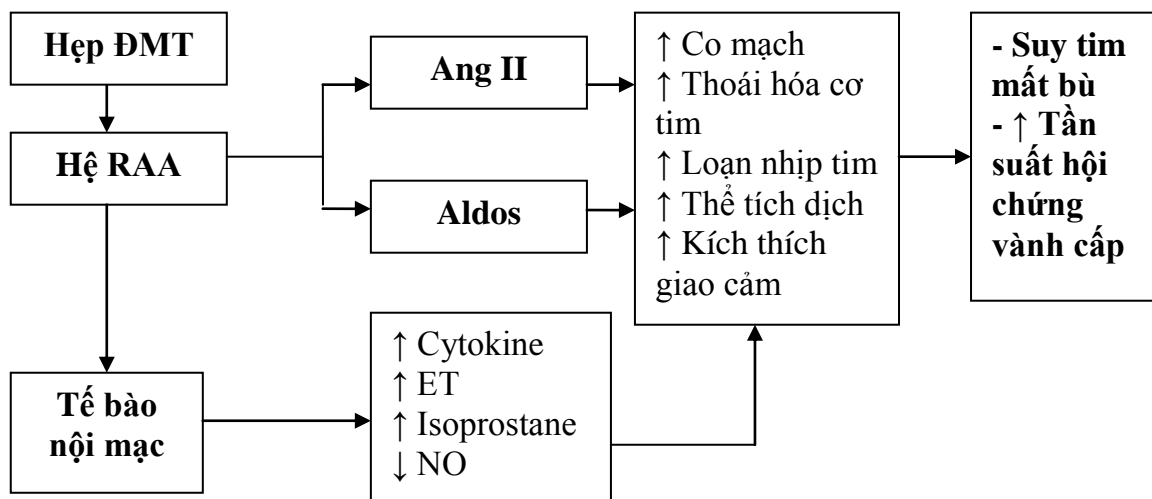 Hẹp ĐMT
Hệ RAA
Ang II
Aldos
↑ Co mạch
↑ Thoái hóa cơ
tim
↑ Loạn nhịp tim
↑ Thể tích dịch
↑ Kích thích
giao cảm
- Suy tim
mất bù
- ↑ Tần
suất hội
chứng
vành cấp
Tế bào
nội mạc
↑ Cytokine
↑ ET
↑ Isoprostane
↓ NO